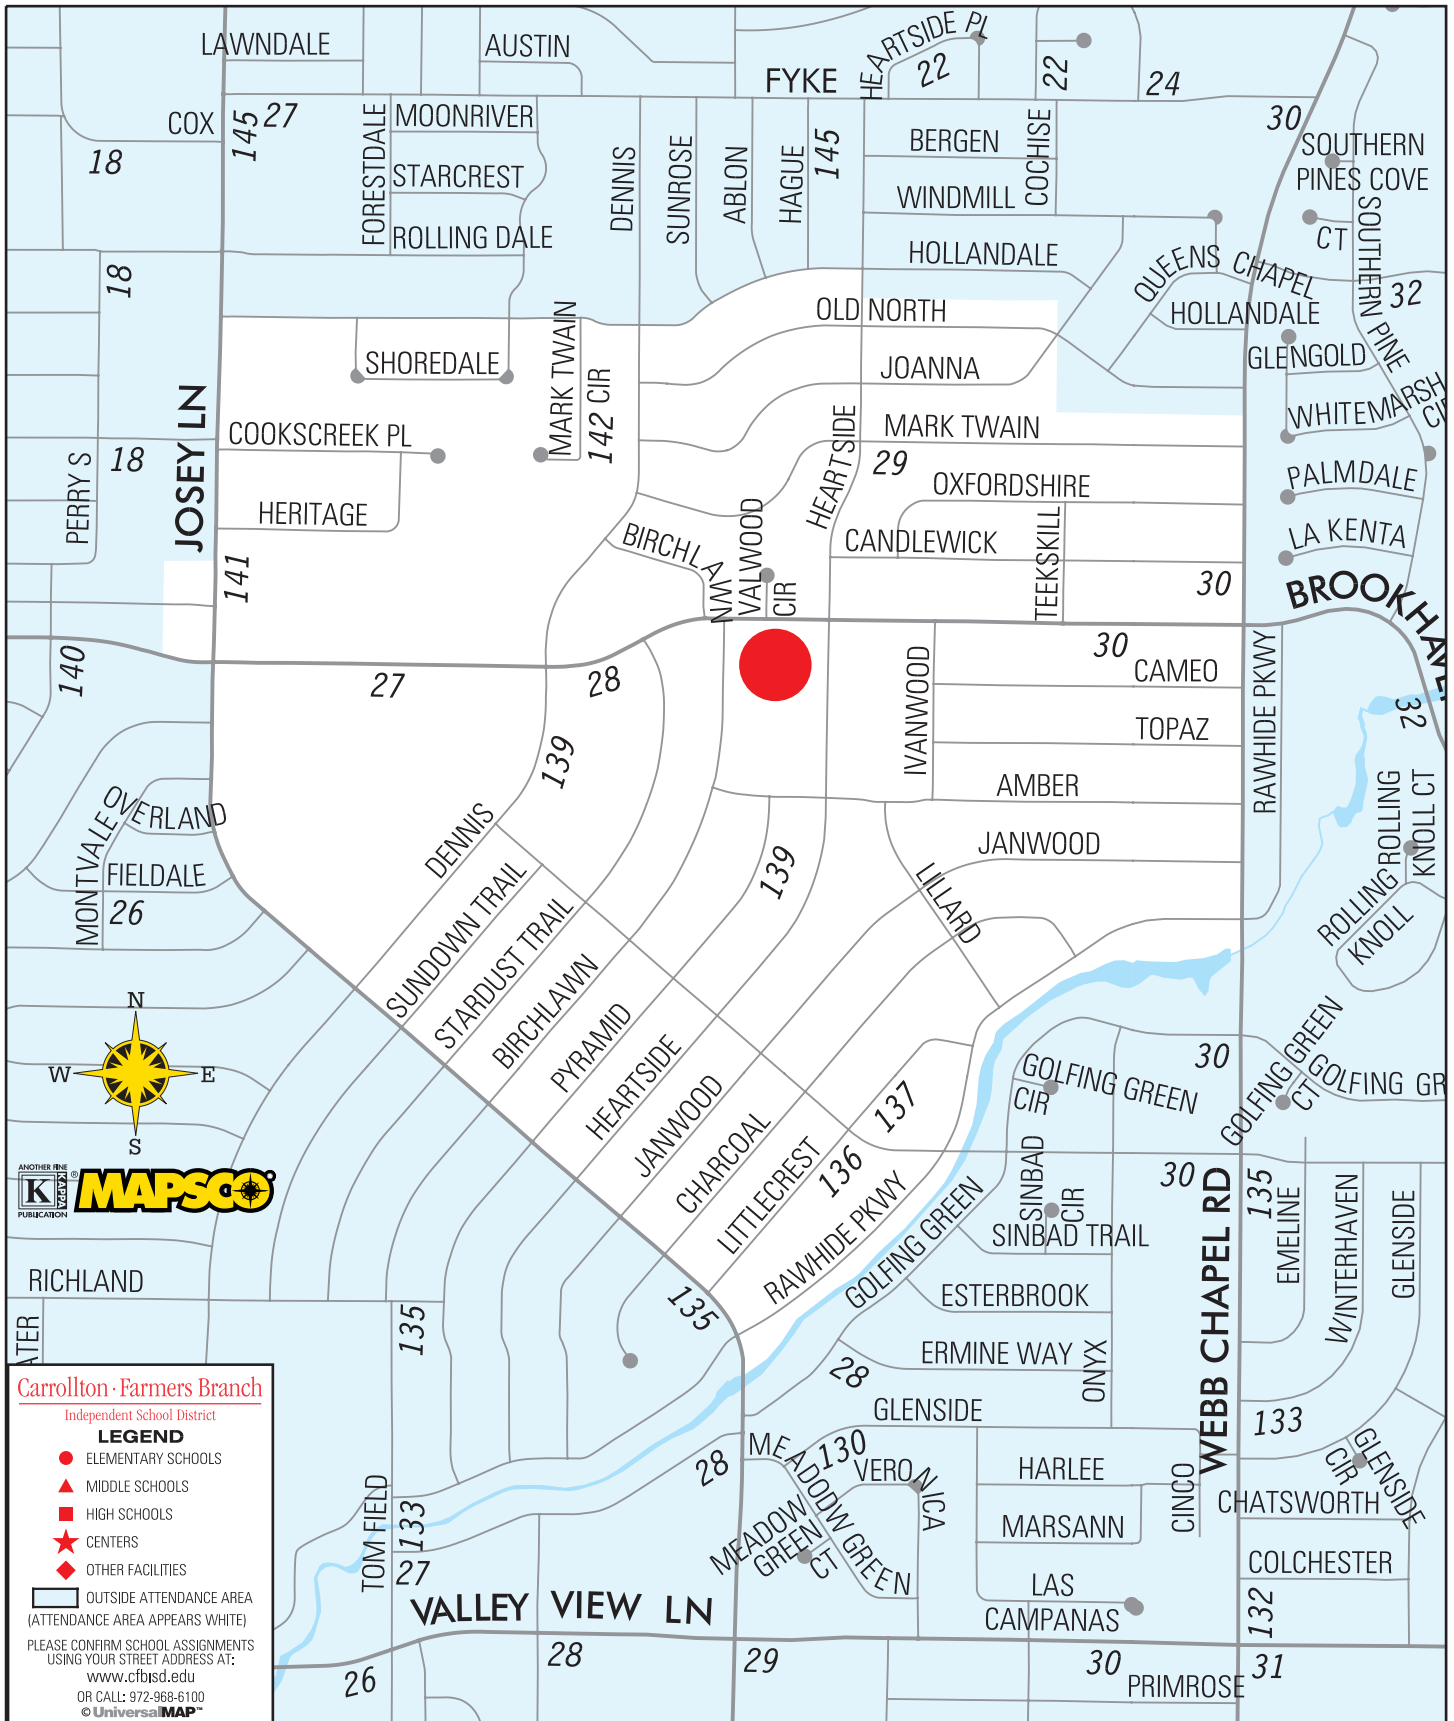 LAWNDALE
AUSTIN
FYKE
HEARTSIDE PL
22
22
24
COX
145
27
18
FORESTDALE
MOONRIVER
STARCREST
ROLLING DALE
DENNIS
SUNROSE
ABLON
HAGUE
145
BERGEN
COCHISE
WINDMILL
HOLLANDALE
30
SOUTHERN
PINES COVE
CT
SOUTHERN PINE
QUEENS CHAPEL
32
HOLLANDALE
GLENGOLD
WHITEMARSH
PALMDALE
LA KENTA
18
OLD NORTH
SHOREDALE
MARK TWAIN
142 CIR
JOANNA
JOSEY LN
COOKSCREEK PL
HEARTSIDE
MARK TWAIN
29
18
PERRY S
HERITAGE
OXFORDSHIRE
BIRCHLAWN
VALWOOD
CIR
CANDLEWICK
TEEKSKILL
30
141
140
27
28
30
CAMEO
RAWHIDE PKWY
32
IVANWOOD
TOPAZ
139
AMBER
OVERLAND
MONTVALE
FIELDALE
26
DENNIS
JANWOOD
139
LILLARD
ROLLING
KNOLL CT
ROLLING
ROLLING
KNOLL
SUNDOWN TRAIL
STARDUST TRAIL
BIRCHLAWN
PYRAMID
HEARTSIDE
JANWOOD
CHARCOAL
LITTLECREST
136
137
RAWHIDE PKWY
N
W
E
S
GOLFING GREEN
CIR
30
GOLFING GREEN
CT
GOLFING GR
ANOTHER FINE
K
KAPPA
PUBLICATION
® MAPSCO
SINBAD
CIR
SINBAD TRAIL
30
WEBB CHAPEL RD
135
EMELINE
WINTERHAVEN
GLENSIDE
GOLFING GREEN
ESTERBROOK
ERMINE WAY
ONYX
RICHLAND
ATER
135
135
28
GLENSIDE
133
GLENSIDE
CIR
28
MEADODW GREEN
130
VERONICA
HARLEE
CINCO
CHATSWORTH
MARSANN
MEADOW
GREEN
CT
COLCHESTER
TOM FIELD
133
27
LAS
CAMPANAS
132
VALLEY VIEW LN
26
28
29
30
31
PRIMROSE
Carrollton · Farmers Branch
Independent School District
LEGEND
ELEMENTARY SCHOOLS
MIDDLE SCHOOLS
HIGH SCHOOLS
CENTERS
OTHER FACILITIES
OUTSIDE ATTENDANCE AREA
(ATTENDANCE AREA APPEARS WHITE)
PLEASE CONFIRM SCHOOL ASSIGNMENTS
USING YOUR STREET ADDRESS AT:
www.cfbisd.edu
OR CALL: 972-968-6100
© UniversalMAP™